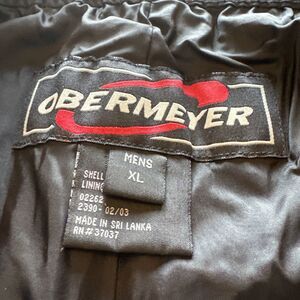 OBERMEYER
MENS
XL
SHELL
LINING
02262
2390-02/03
MADE IN SRI LANKA
RN#37037